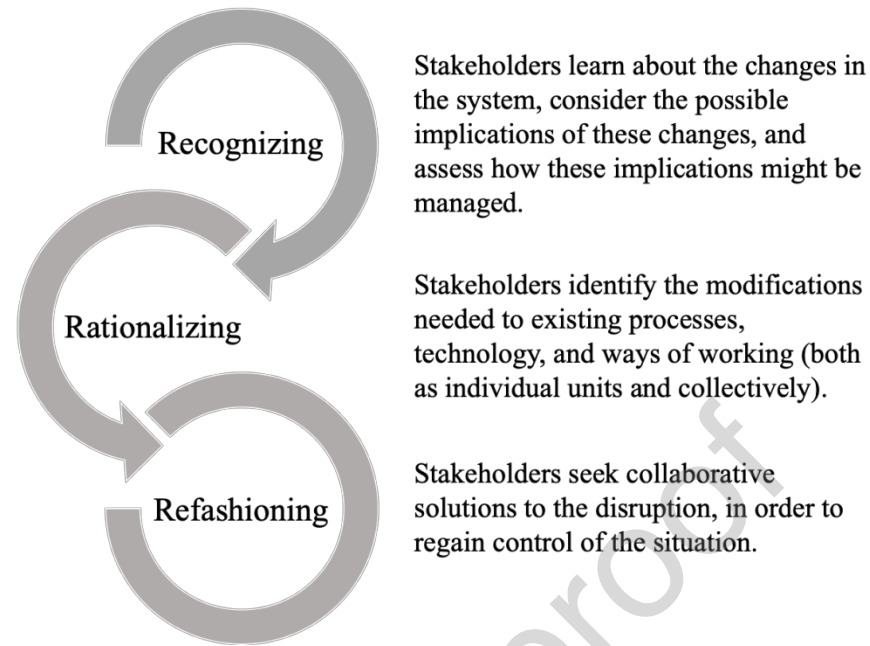 Recognizing
Stakeholders learn about the changes in
the system, consider the possible
implications of these changes, and
assess how these implications might be
managed.
Rationalizing
Stakeholders identify the modifications
needed to existing processes,
technology, and ways of working (both
as individual units and collectively).
Refashioning
Stakeholders seek collaborative
solutions to the disruption, in order to
regain control of the situation.
proof